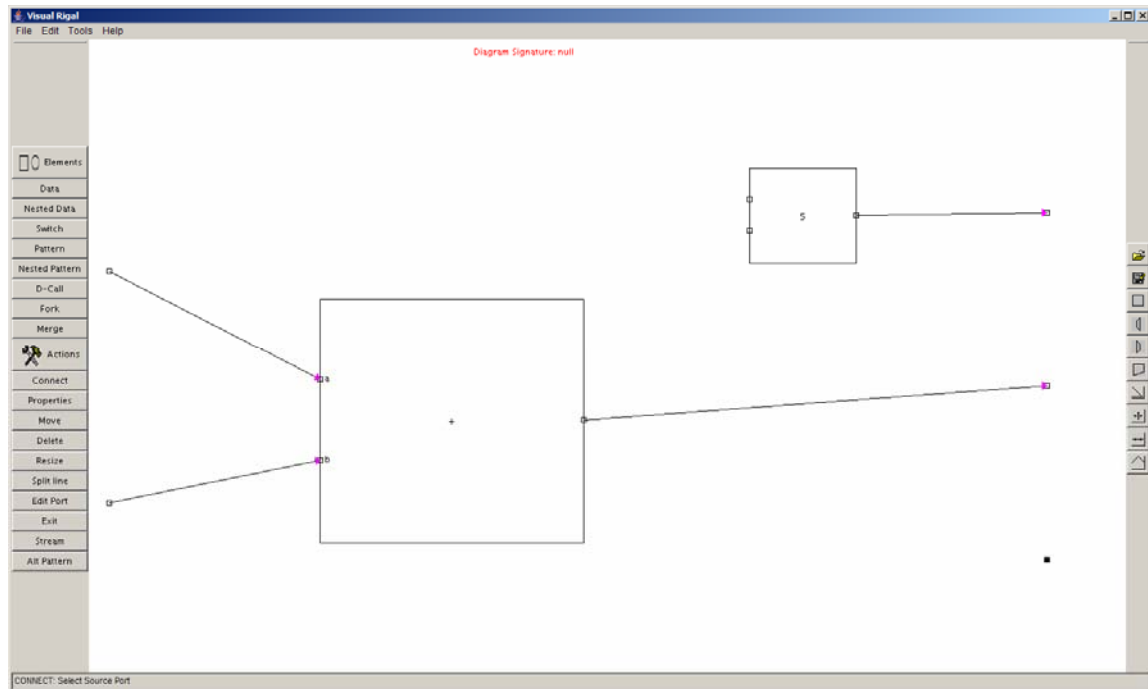 Visual Rigal
File Edit Tools Help
Diagram Signature: null
Elements
Data
Nested Data
Switch
Pattern
Nested Pattern
D-Call
Fork
Merge
Actions
Connect
Properties
Move
Delete
Resize
Split line
Edit Port
Exit
Stream
Alt Pattern
5
a
+
b
CONNECT: Select Source Port